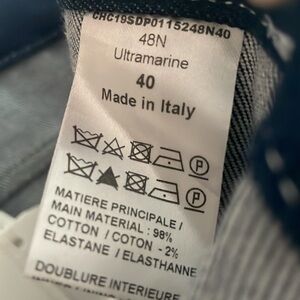 CHC19SDP0115248N40
48N
Ultramarine
40
Made in Italy
P
P
MATIERE PRINCIPALE /
MAIN MATERIAL : 98%
COTTON / COTON - 2%
ELASTANE / ELASTHANNE
DOUBLURE INTERIEURE